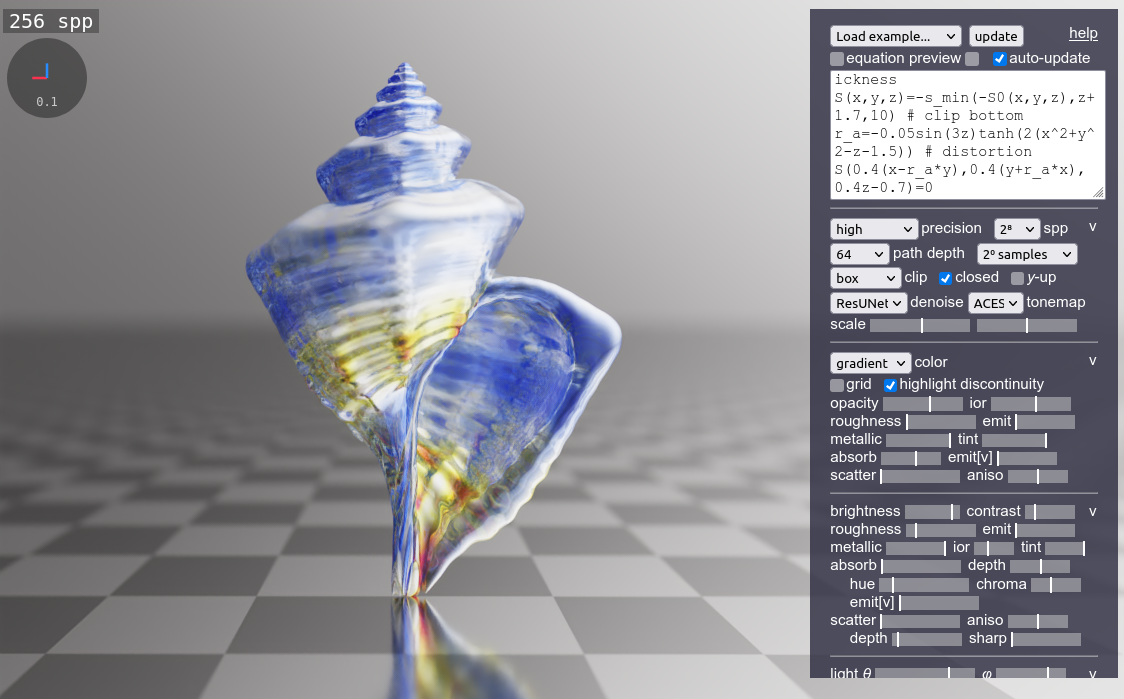 256 spp
0.1
Load example... update help
equation preview auto-update
ickness
S(x,y,z)=-s_min(-S0(x,y,z),z+
1.7,10) # clip bottom
r_a=-0.05sin(3z)tanh(2(x^2+y^
2-z-1.5)) # distortion
S(0.4(x-r_a*y),0.4(y+r_a*x),
0.4z-0.7)=0
high precision 2⁸ spp v
64 path depth 2⁰ samples
box clip closed y-up
ResUNet denoise ACES tonemap
scale
gradient color v
grid highlight discontinuity
opacity ior
roughness emit
metallic tint
absorb emit[v]
scatter aniso
brightness contrast v
roughness emit
metallic ior tint
absorb depth
hue chroma
emit[v]
scatter aniso
depth sharp
light θ φ v